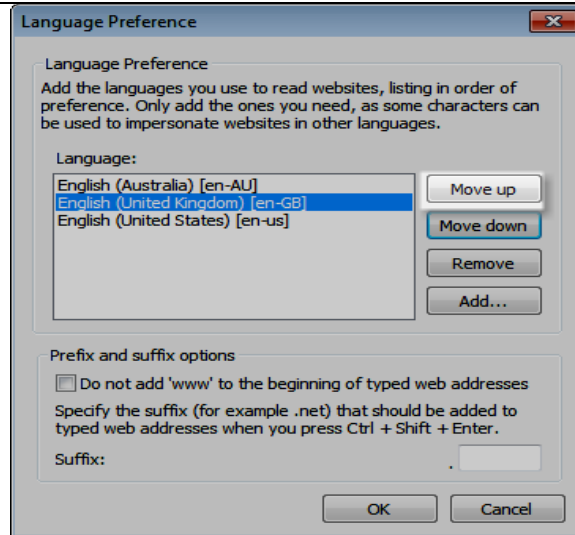 Language Preference
Language Preference
Add the languages you use to read websites, listing in order of
preference. Only add the ones you need, as some characters can
be used to impersonate websites in other languages.
Language:
English (Australia) [en-AU]
English (United Kingdom) [en-GB]
English (United States) [en-us]
Move up
Move down
Remove
Add...
Prefix and suffix options
Do not add 'www' to the beginning of typed web addresses
Specify the suffix (for example .net) that should be added to
typed web addresses when you press Ctrl + Shift + Enter.
Suffix: .
OK Cancel